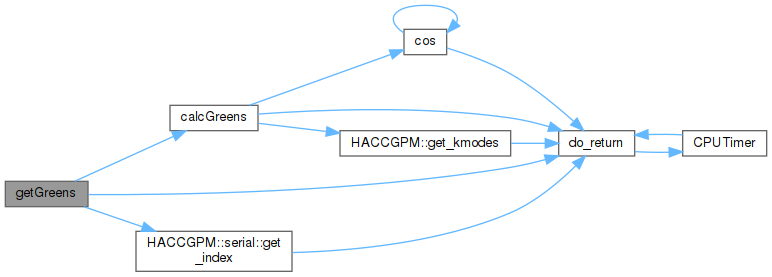 cos
calcGreens
HACCGPM::get_kmodes
do_return
CPUTimer
getGreens
HACCGPM::serial::get
_index